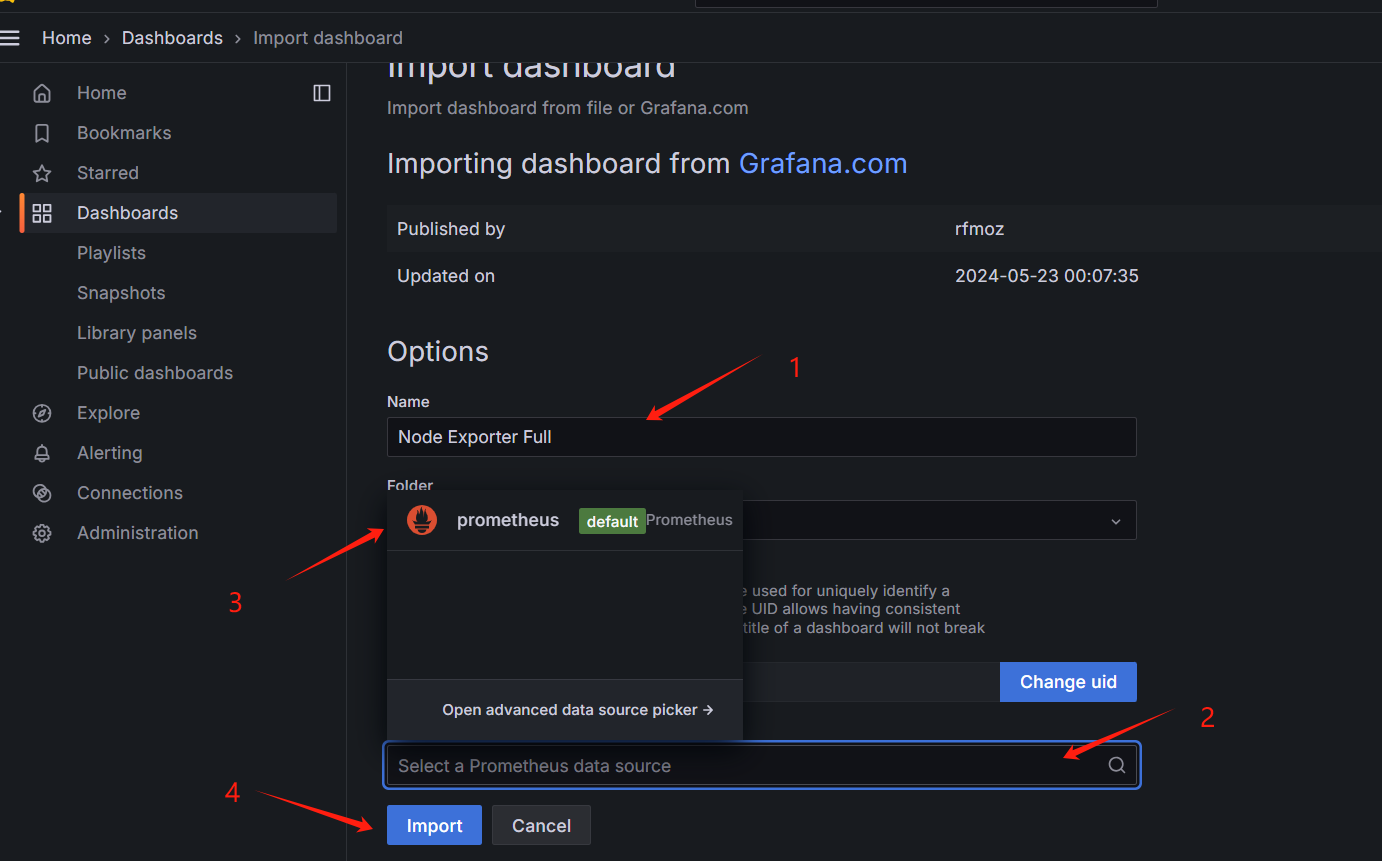 Home › Dashboards › Import dashboard
Home
Bookmarks
Starred
Dashboards
Playlists
Snapshots
Library panels
Public dashboards
Explore
Alerting
Connections
Administration
Import dashboard
Import dashboard from file or Grafana.com
Importing dashboard from Grafana.com
Published by rfmoz
Updated on 2024-05-23 00:07:35
Options
1
Name
Node Exporter Full
Folder
prometheus default Prometheus
3
used for uniquely identify a
UID allows having consistent
title of a dashboard will not break
Change uid
Open advanced data source picker →
2
Select a Prometheus data source
4
Import Cancel